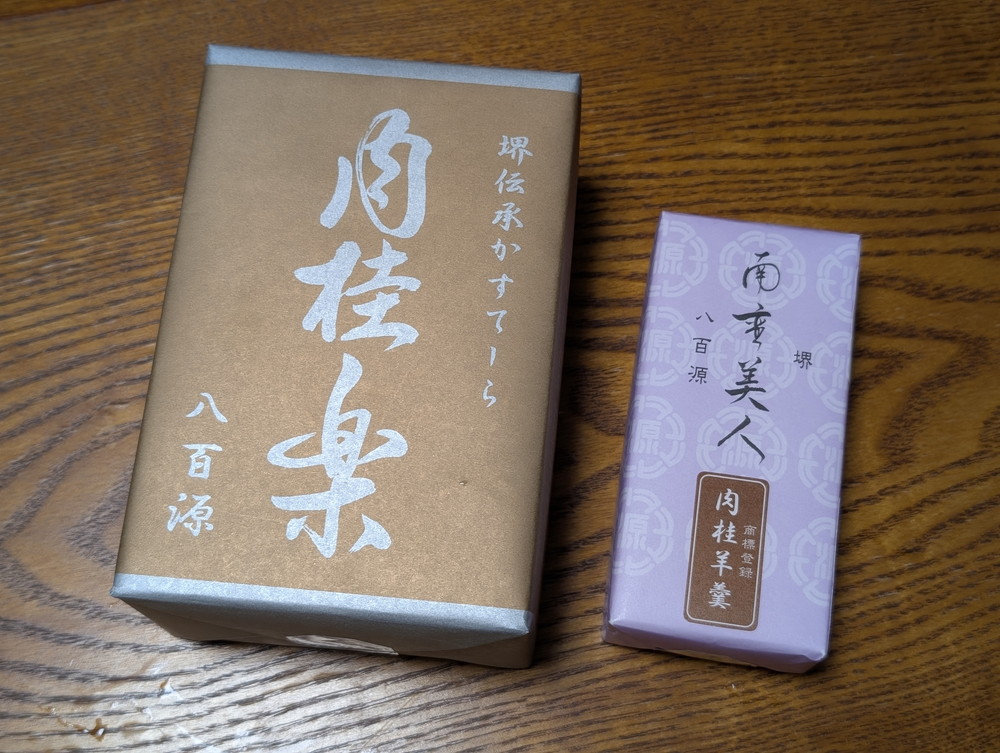 堺伝承かすてーら
肉桂楽
八百源
堺
南蛮美人
八百源
商標登録
肉桂羊羹